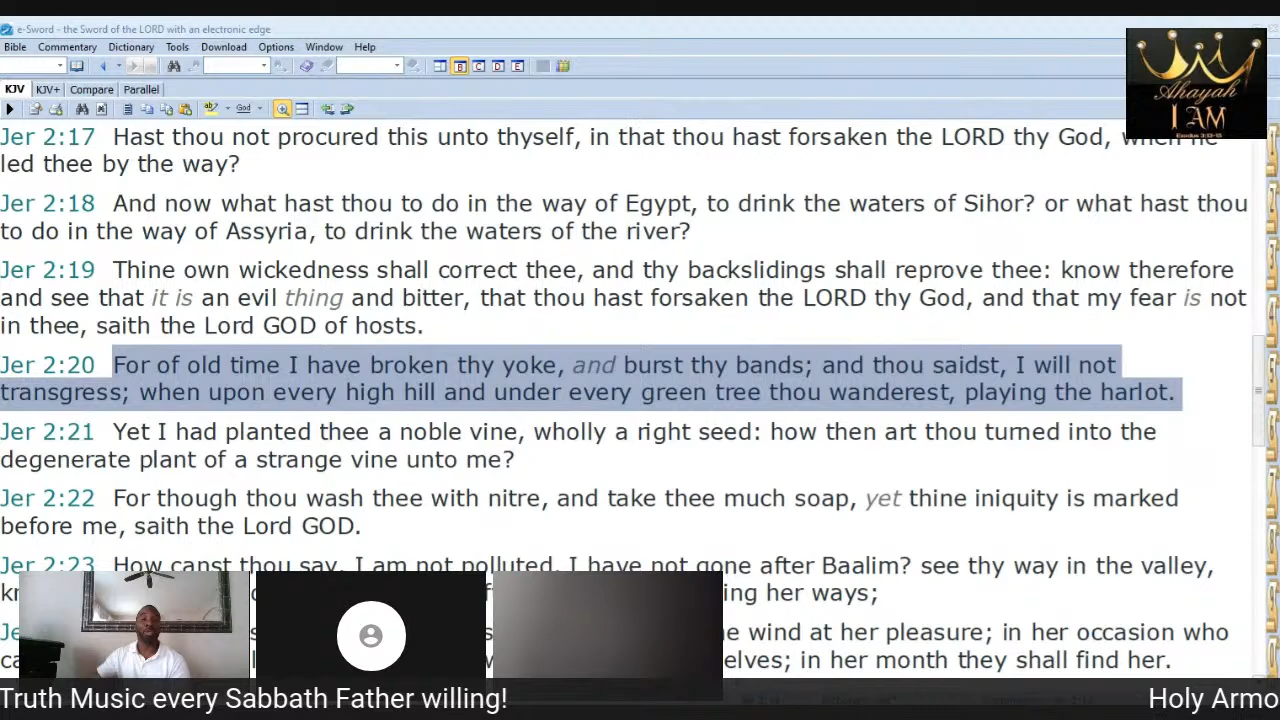 e-Sword - the Sword of the LORD with an electronic edge
Bible Commentary Dictionary Tools Download Options Window Help
B C D E
KJV KJV+ Compare Parallel
God
Ahayah
I AM
Exodus 3:13-15
Jer 2:17 Hast thou not procured this unto thyself, in that thou hast forsaken the LORD thy God, when he
led thee by the way?
Jer 2:18 And now what hast thou to do in the way of Egypt, to drink the waters of Sihor? or what hast thou
to do in the way of Assyria, to drink the waters of the river?
Jer 2:19 Thine own wickedness shall correct thee, and thy backslidings shall reprove thee: know therefore
and see that it is an evil thing and bitter, that thou hast forsaken the LORD thy God, and that my fear is not
in thee, saith the Lord GOD of hosts.
Jer 2:20 For of old time I have broken thy yoke, and burst thy bands; and thou saidst, I will not
transgress; when upon every high hill and under every green tree thou wanderest, playing the harlot.
Jer 2:21 Yet I had planted thee a noble vine, wholly a right seed: how then art thou turned into the
degenerate plant of a strange vine unto me?
Jer 2:22 For though thou wash thee with nitre, and take thee much soap, yet thine iniquity is marked
before me, saith the Lord GOD.
Jer 2:23 How canst thou say, I am not polluted, I have not gone after Baalim? see thy way in the valley,
ing her ways;
wind at her pleasure; in her occasion who
elves; in her month they shall find her.
Truth Music every Sabbath Father willing! Holy Armo